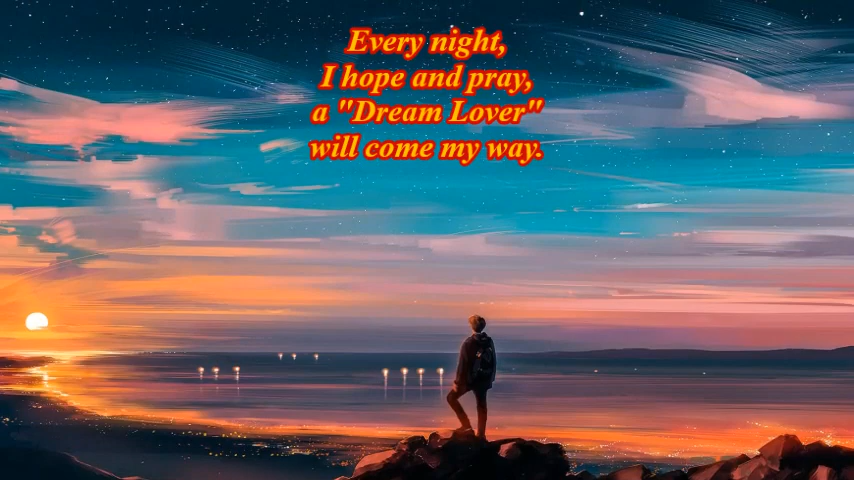 Every night,
I hope and pray,
a "Dream Lover"
will come my way.